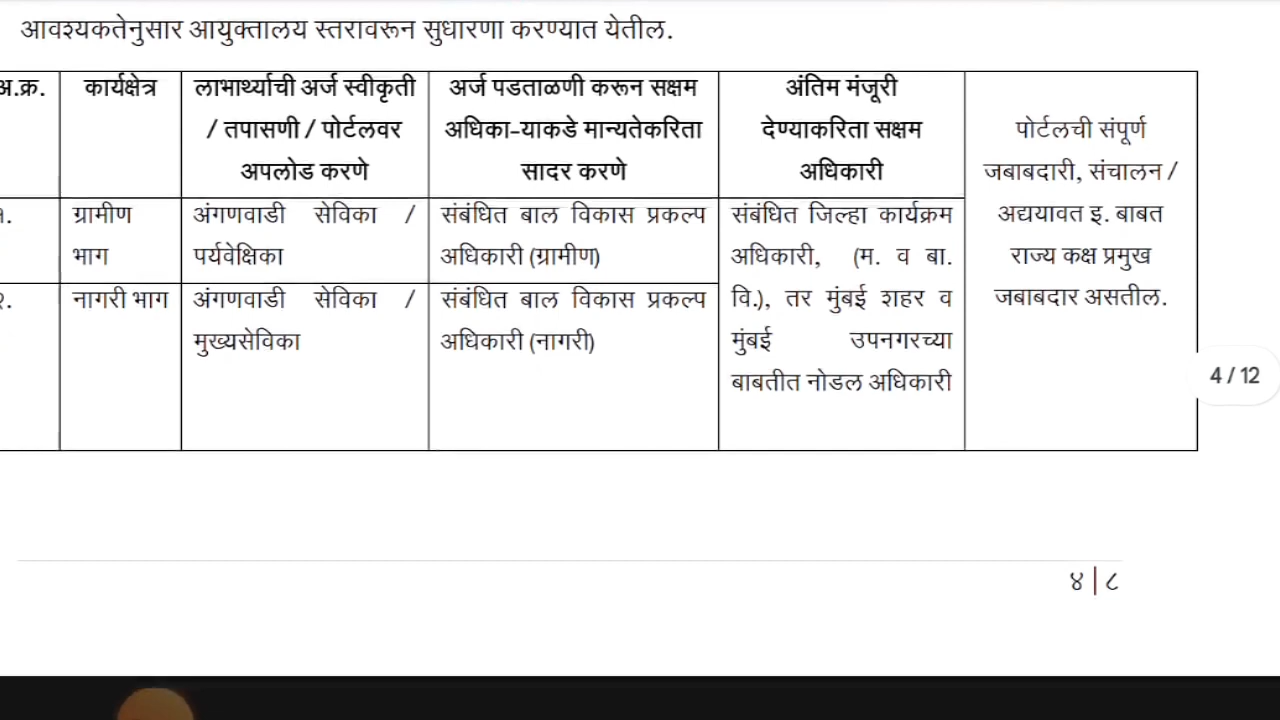 आवश्यकतेनुसार आयुक्तालय स्तरावरून सुधारणा करण्यात येतील.
अ.क्र.
कार्यक्षेत्र
लाभार्थ्याची अर्ज स्वीकृती
/ तपासणी / पोर्टलवर
अपलोड करणे
अर्ज पडताळणी करून सक्षम
अधिका-याकडे मान्यतेकरिता
सादर करणे
अंतिम मंजूरी
देण्याकरिता सक्षम
अधिकारी
पोर्टलची संपूर्ण
जबाबदारी, संचालन /
अद्ययावत इ. बाबत
राज्य कक्ष प्रमुख
जबाबदार असतील.
१.
ग्रामीण
भाग
अंगणवाडी सेविका /
पर्यवेक्षिका
संबंधित बाल विकास प्रकल्प
अधिकारी (ग्रामीण)
संबंधित जिल्हा कार्यक्रम
अधिकारी, (म. व बा.
वि.), तर मुंबई शहर व
मुंबई उपनगरच्या
बाबतीत नोडल अधिकारी
२.
नागरी भाग
अंगणवाडी सेविका /
मुख्यसेविका
संबंधित बाल विकास प्रकल्प
अधिकारी (नागरी)
4 / 12
४|८